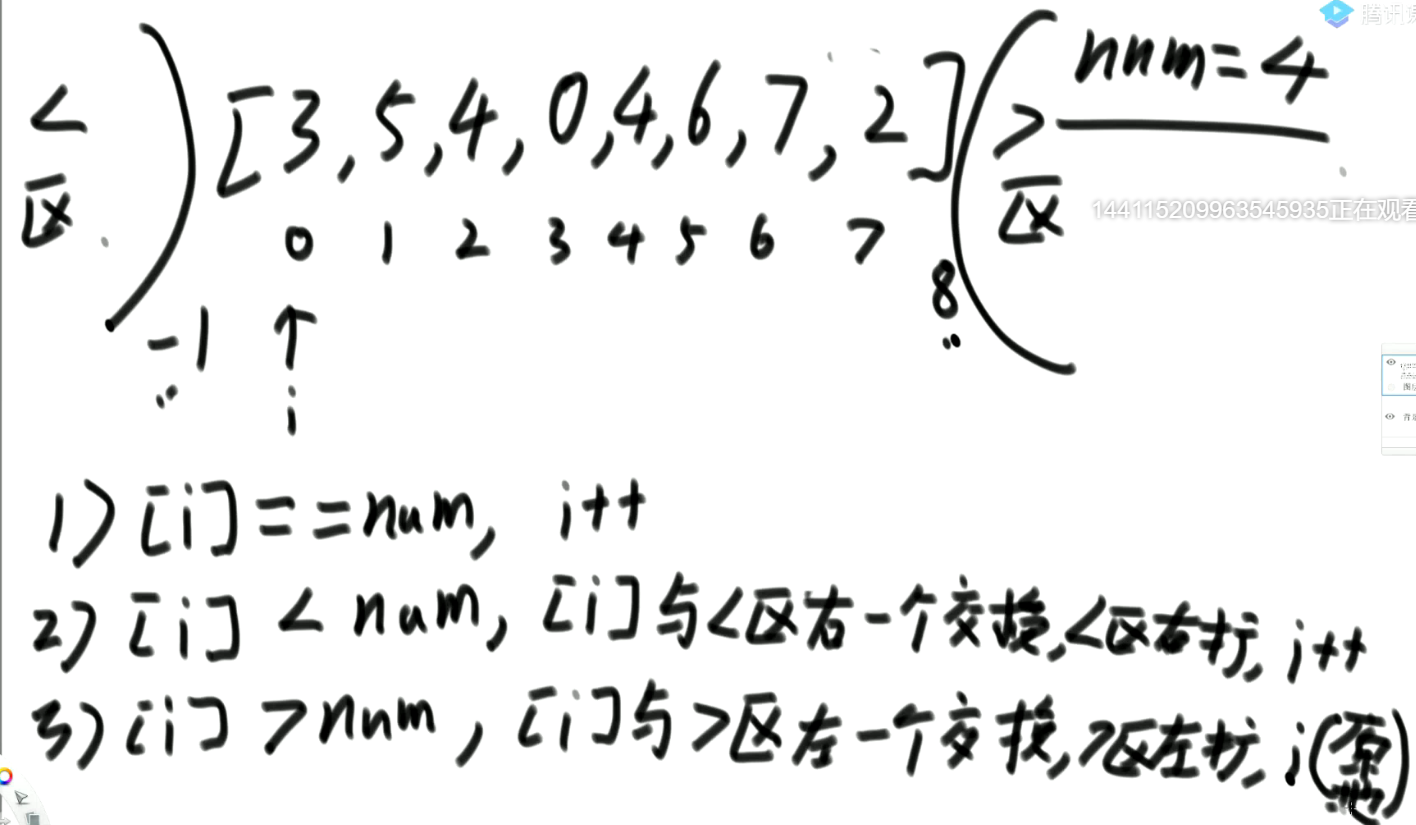 腾讯课
num=4
< ) [3, 5, 4, 0, 4, 6, 7, 2] ( >
区 区
144115209963545935正在观看
0 1 2 3 4 5 6 7
8
-1 ↑
i
1) [i] == num, i++
2) [i] < num, [i]与<区右一个交换,<区右扩, i++
3) [i] > num, [i]与>区左一个交换,>区左扩, i(原地)